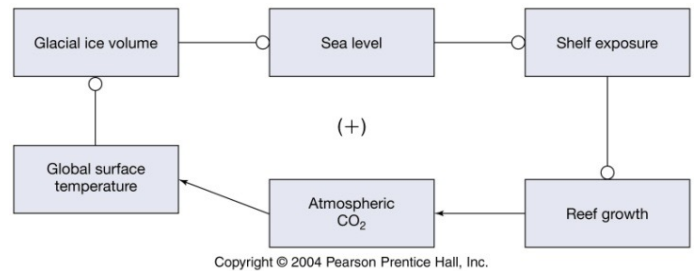 Glacial ice volume
Sea level
Shelf exposure
(+)
Global surface
temperature
Atmospheric
CO₂
Reef growth
Copyright © 2004 Pearson Prentice Hall, Inc.